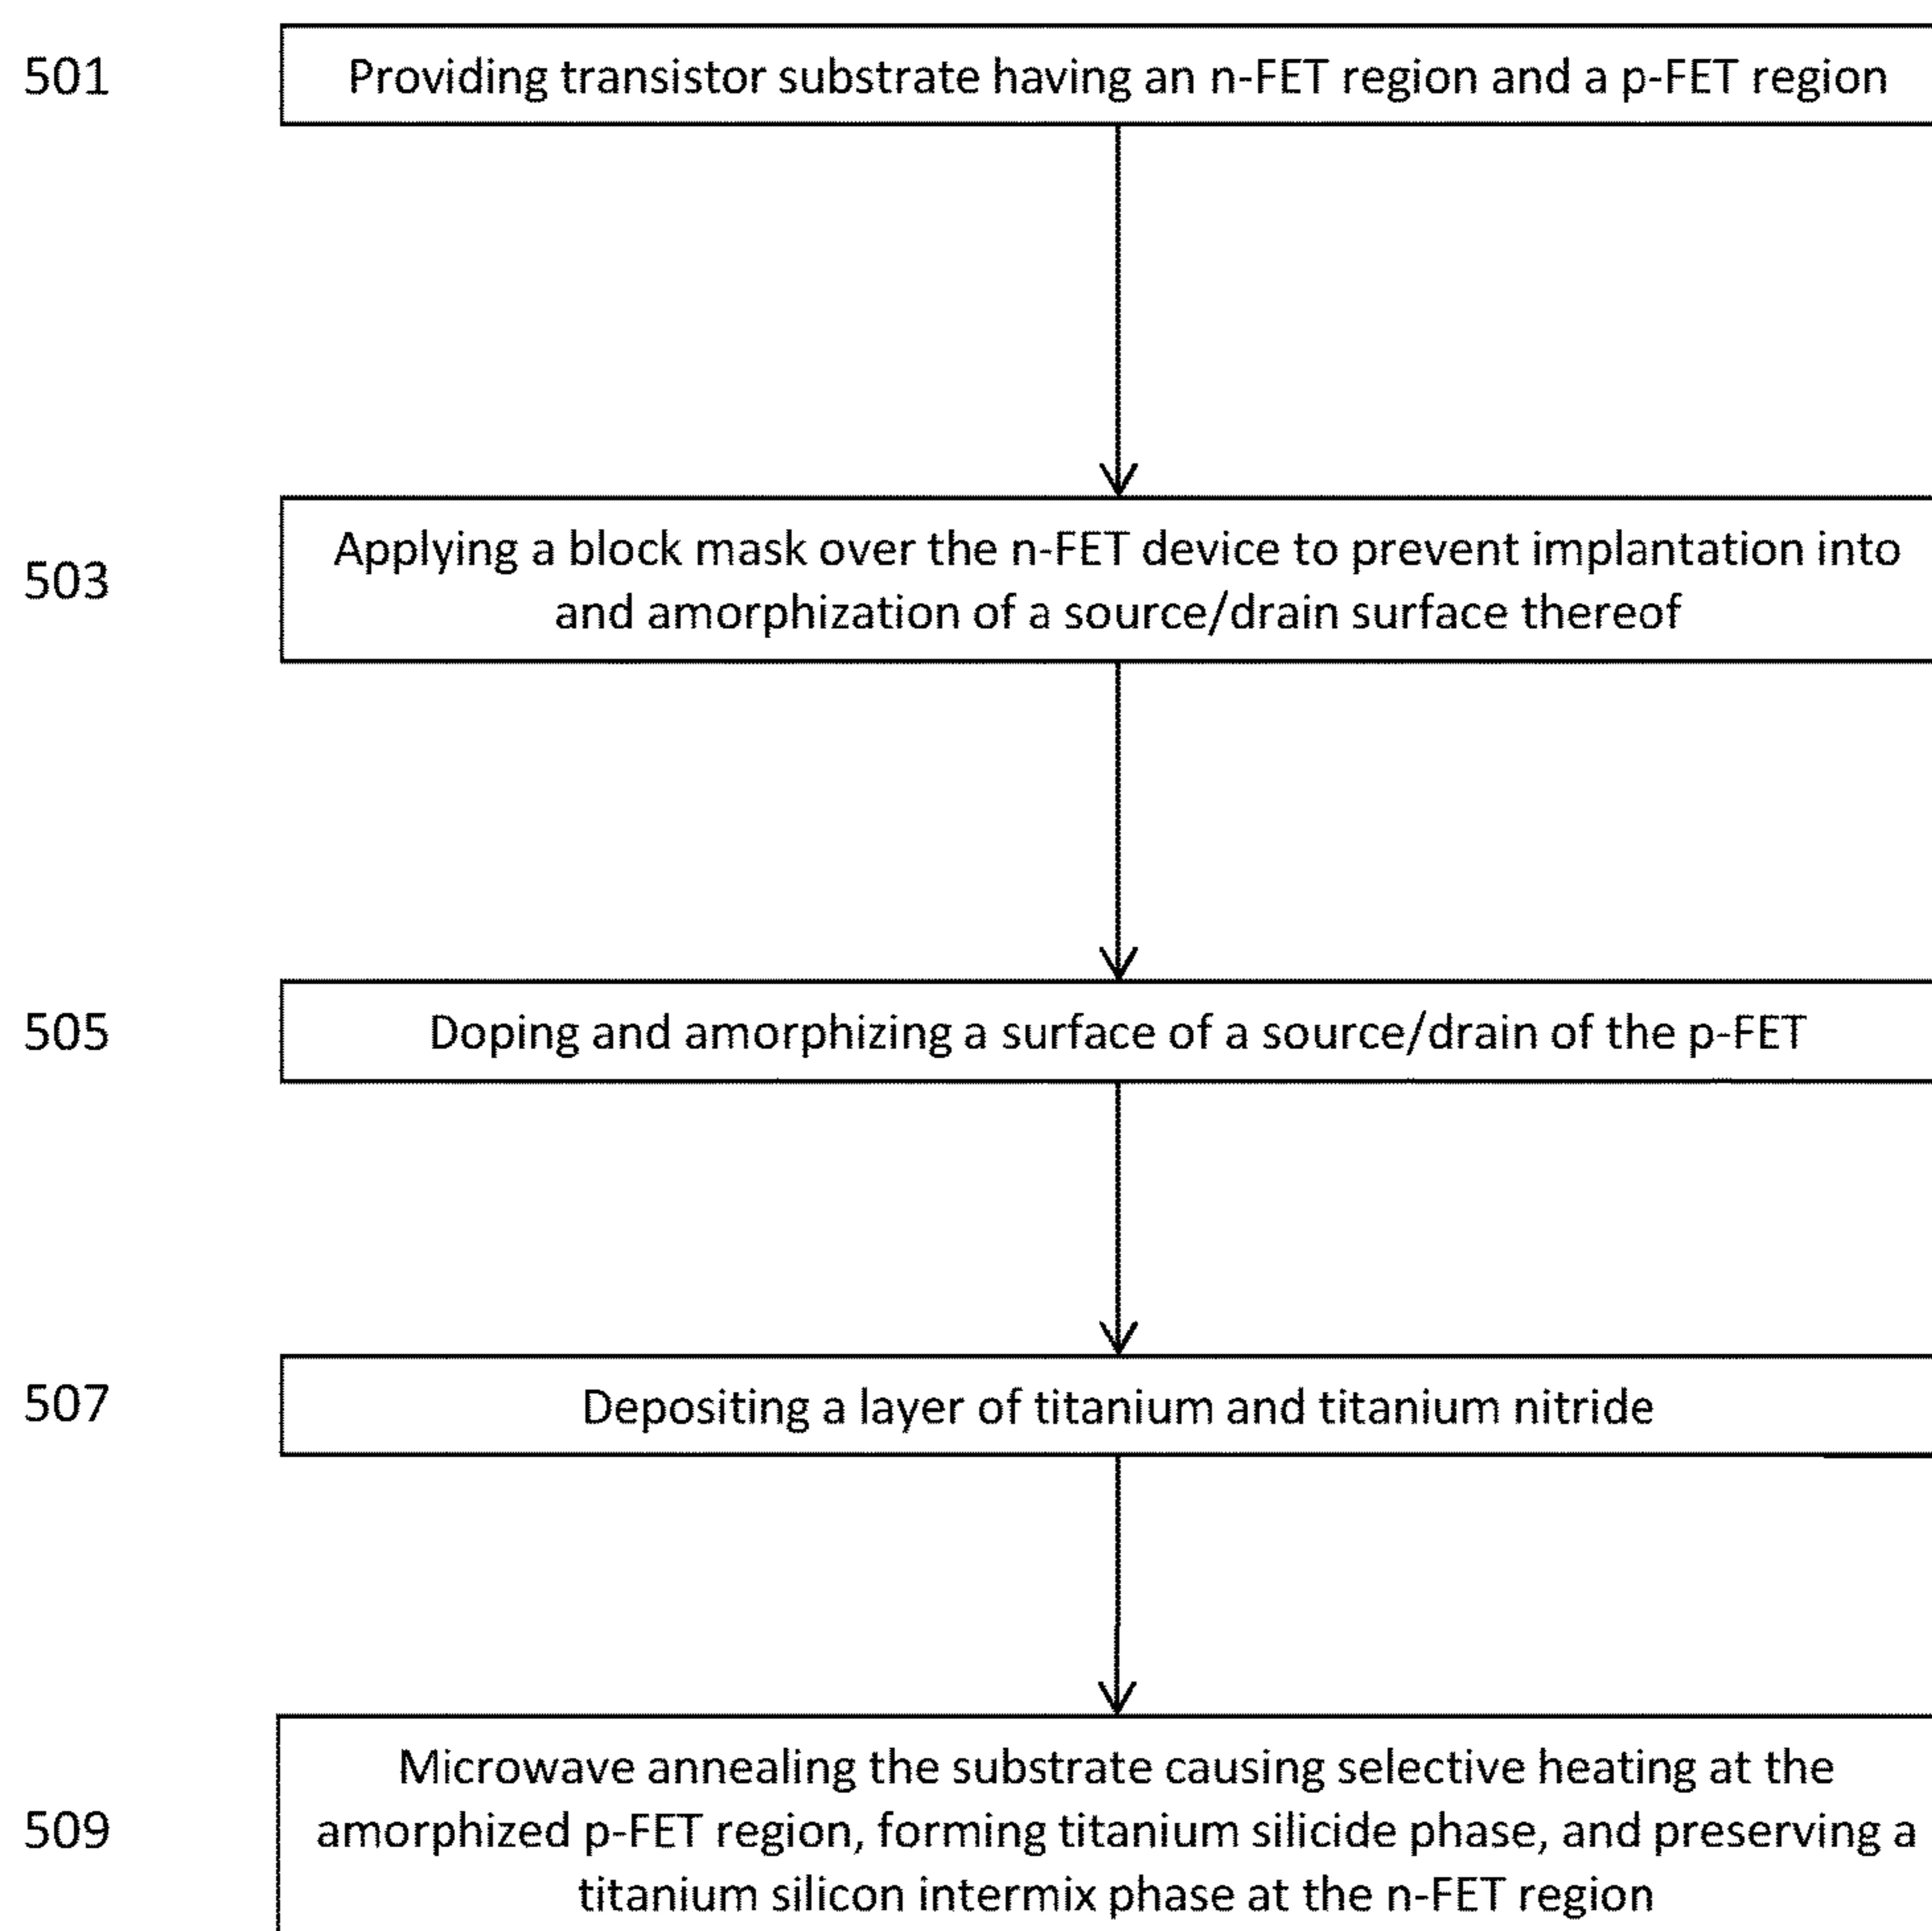 501
Providing transistor substrate having an n-FET region and a p-FET region
503
Applying a block mask over the n-FET device to prevent implantation into
and amorphization of a source/drain surface thereof
505
Doping and amorphizing a surface of a source/drain of the p-FET
507
Depositing a layer of titanium and titanium nitride
509
Microwave annealing the substrate causing selective heating at the
amorphized p-FET region, forming titanium silicide phase, and preserving a
titanium silicon intermix phase at the n-FET region